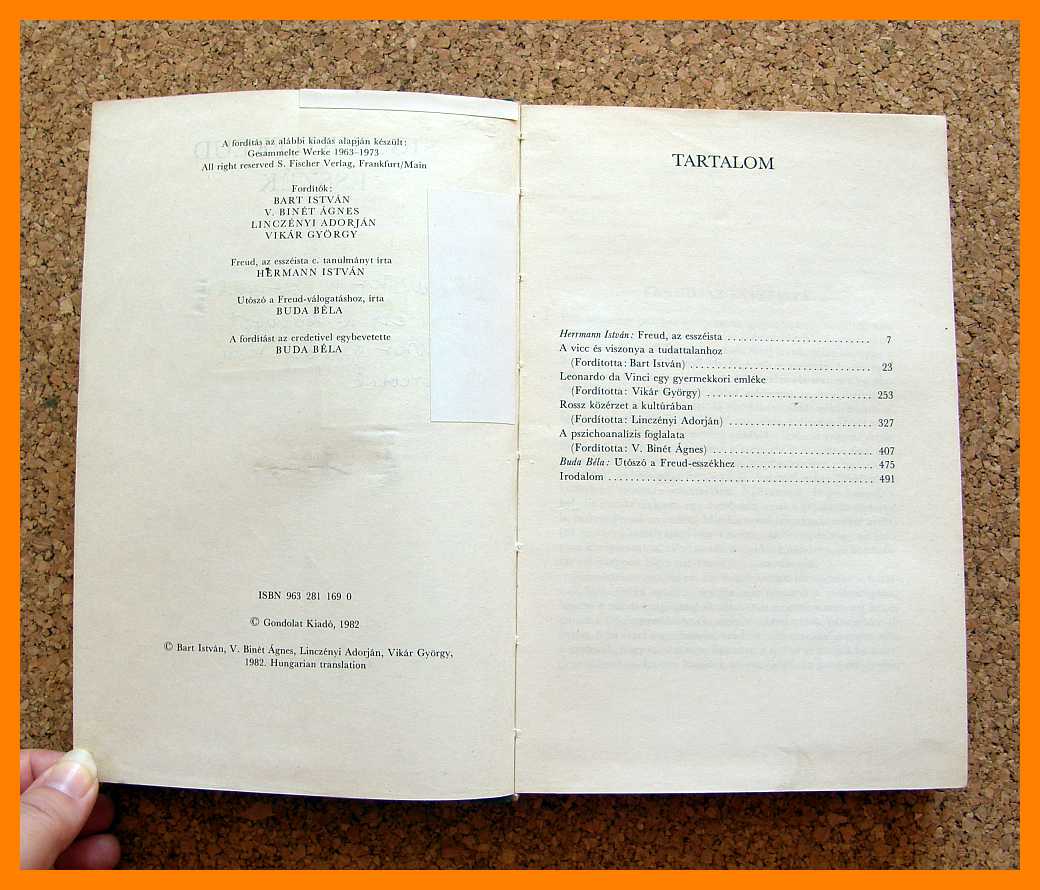 A fordítás az alábbi kiadás alapján készült:
Gesammelte Werke 1963–1973
All right reserved S. Fischer Verlag, Frankfurt/Main
Fordítók:
BART ISTVÁN
V. BINÉT ÁGNES
LINCZÉNYI ADORJÁN
VIKÁR GYÖRGY
Freud, az esszéista c. tanulmányt írta
HERMANN ISTVÁN
Utószó a Freud-válogatáshoz, írta
BUDA BÉLA
A fordítást az eredetivel egybevetette
BUDA BÉLA
ISBN 963 281 169 0
© Gondolat Kiadó, 1982
© Bart István, V. Binét Ágnes, Linczényi Adorján, Vikár György,
1982. Hungarian translation
TARTALOM
Herrmann István: Freud, az esszéista . . . . . . . . . . . . . . . . . . . . . . . . . . 7
A vicc és viszonya a tudattalanhoz
(Fordította: Bart István) . . . . . . . . . . . . . . . . . . . . . . . . . . . . . . . . . 23
Leonardo da Vinci egy gyermekkori emléke
(Fordította: Vikár György) . . . . . . . . . . . . . . . . . . . . . . . . . . . . . . 253
Rossz közérzet a kultúrában
(Fordította: Linczényi Adorján) . . . . . . . . . . . . . . . . . . . . . . . . . . 327
A pszichoanalízis foglalata
(Fordította: V. Binét Ágnes) . . . . . . . . . . . . . . . . . . . . . . . . . . . . . 407
Buda Béla: Utószó a Freud-esszékhez . . . . . . . . . . . . . . . . . . . . . . . . 475
Irodalom . . . . . . . . . . . . . . . . . . . . . . . . . . . . . . . . . . . . . . . . . . . . . . . . 491